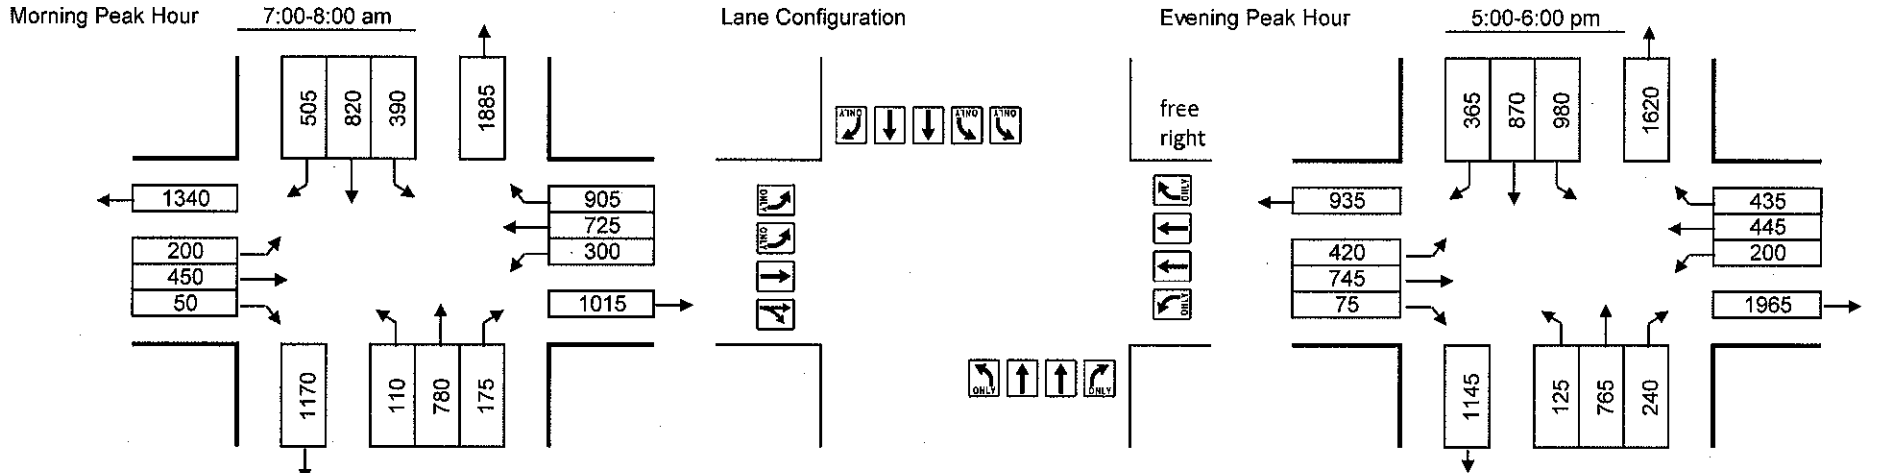 Morning Peak Hour 7:00-8:00 am
505 820 390 1885
1340
200
450
50
905
725
300
1015
1170 110 780 175
Lane Configuration
ONLY ONLY ONLY
free
right
ONLY
ONLY
ONLY
ONLY
ONLY ONLY
Evening Peak Hour 5:00-6:00 pm
365 870 980 1620
935
420
745
75
435
445
200
1965
1145 125 765 240